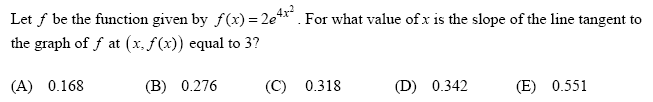 Let f be the function given by f(x) = 2e^{4x^2}. For what value of x is the slope of the line tangent to
the graph of f at (x, f(x)) equal to 3?
(A) 0.168 (B) 0.276 (C) 0.318 (D) 0.342 (E) 0.551